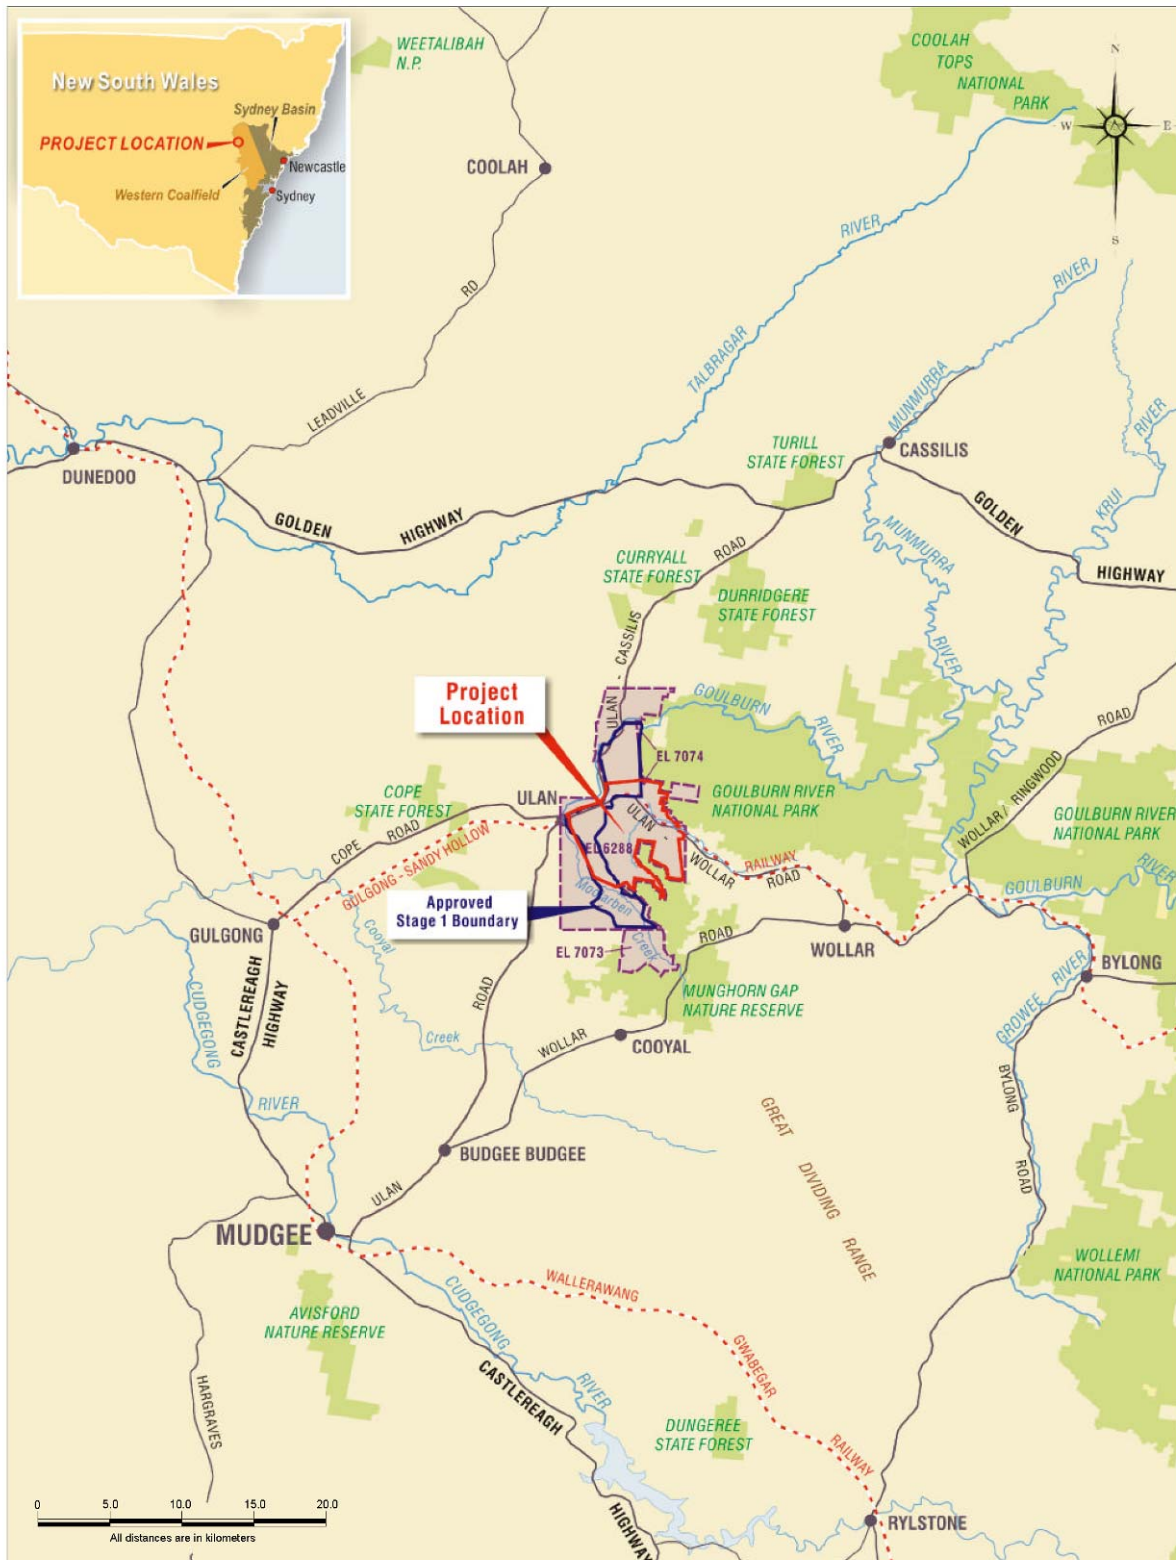 New South Wales
Sydney Basin
PROJECT LOCATION
Newcastle
Western Coalfield
Sydney
WEETALIBAH
N.P.
COOLAH
TOPS
NATIONAL
PARK
N
W
E
S
COOLAH
RIVER
RD
RIVER
TALBRAGAR
LEADVILLE
MUNMURRA
RIVER
DUNEDOO
TURILL
STATE FOREST
CASSILIS
GOLDEN
HIGHWAY
GOLDEN
KRUI
MUNMURRA
HIGHWAY
CURRYALL
STATE FOREST
ROAD
DURRIDGERE
STATE FOREST
ULAN - CASSILIS
RIVER
Project
Location
GOULBURN
RIVER
ROAD
EL 7074
ULAN
COPE
STATE FOREST
GOULBURN RIVER
NATIONAL PARK
WOLLAR / RINGWOOD
GOULBURN RIVER
NATIONAL PARK
COPE
ROAD
GULGONG - SANDY HOLLOW
ULAN -
WOLLAR
ROAD
RAILWAY
EL 6288
Moolarben
Creek
GOULBURN
RIVER
Approved
Stage 1 Boundary
GULGONG
Cooyal
EL 7073
ROAD
WOLLAR
BYLONG
CUDGEGONG
CASTLEREAGH
HIGHWAY
ROAD
MUNGHORN GAP
NATURE RESERVE
GROWEE
RIVER
Creek
WOLLAR
COOYAL
BYLONG
ROAD
RIVER
GREAT
DIVIDING
RANGE
BUDGEE BUDGEE
ULAN
MUDGEE
WOLLEMI
NATIONAL PARK
WALLERAWANG
AVISFORD
NATURE RESERVE
CUDGEGONG
RIVER
GWABEGAR
RAILWAY
CASTLEREAGH
HARGRAVES
DUNGEREE
STATE FOREST
HIGHWAY
RYLSTONE
0 5.0 10.0 15.0 20.0
All distances are in kilometers